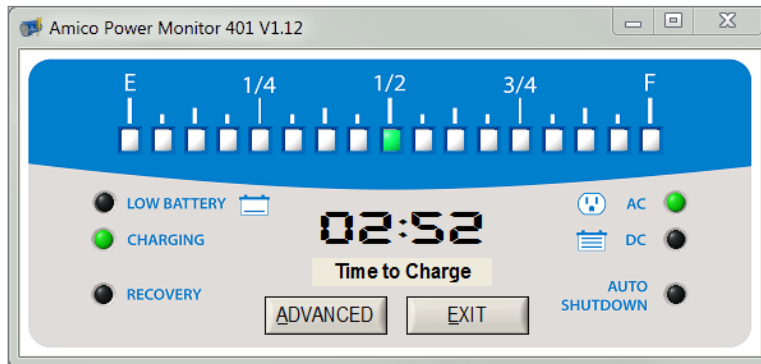 Amico Power Monitor 401 V1.12
E 1/4 1/2 3/4 F
LOW BATTERY
CHARGING
RECOVERY
02:52
Time to Charge
ADVANCED EXIT
AC
DC
AUTO
SHUTDOWN